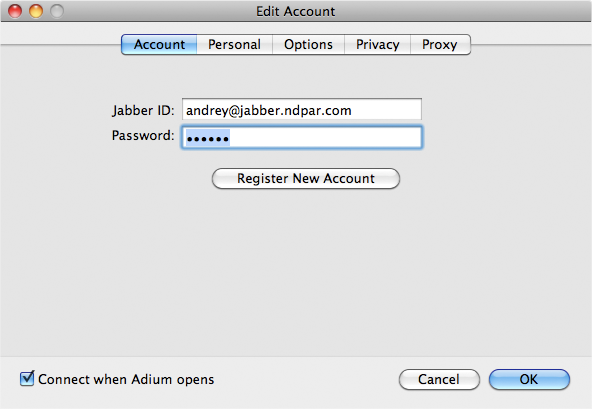 Edit Account
Account Personal Options Privacy Proxy
Jabber ID: andrey@jabber.ndpar.com
Password: ••••••
Register New Account
Connect when Adium opens Cancel OK